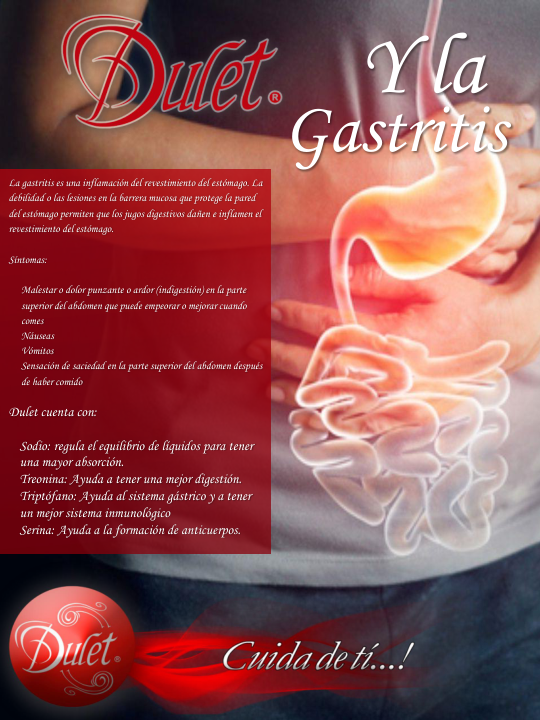 Dulet®
Y la
Gastritis
La gastritis es una inflamación del revestimiento del estómago. La
debilidad o las lesiones en la barrera mucosa que protege la pared
del estómago permiten que los jugos digestivos dañen e inflamen el
revestimiento del estómago.
Síntomas:
Malestar o dolor punzante o ardor (indigestión) en la parte
superior del abdomen que puede empeorar o mejorar cuando
comes
Náuseas
Vómitos
Sensación de saciedad en la parte superior del abdomen después
de haber comido
Dulet cuenta con:
Sodio: regula el equilibrio de líquidos para tener
una mayor absorción.
Treonina: Ayuda a tener una mejor digestión.
Triptófano: Ayuda al sistema gástrico y a tener
un mejor sistema inmunológico
Serina: Ayuda a la formación de anticuerpos.
Dulet®
Cuida de tí...!